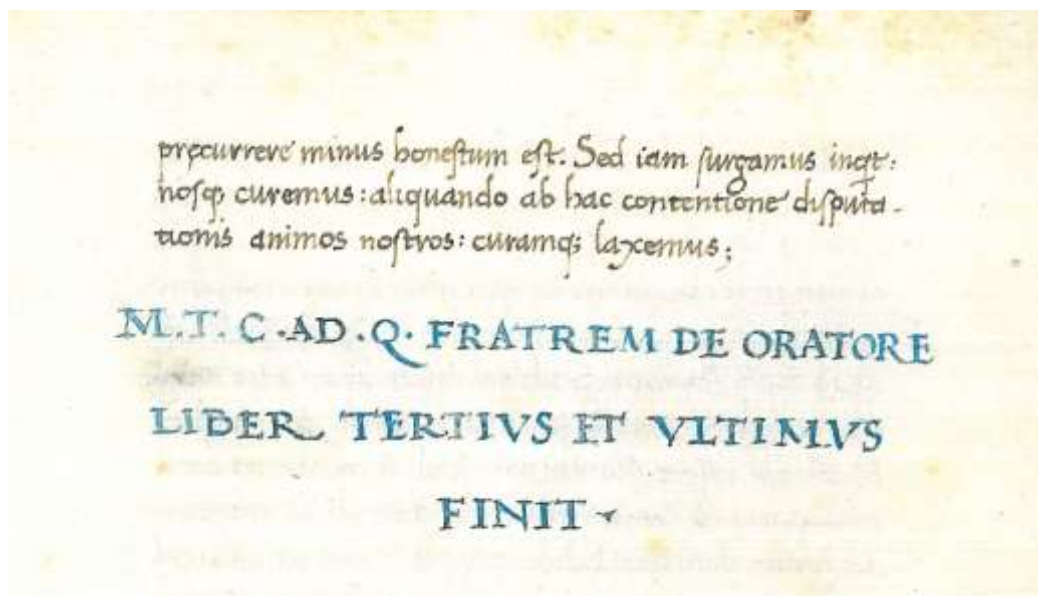 pręcurrere minus honestum est. Sed iam surgamus inqt:
nosq; curemus: aliquando ab hac contentione disputa-
tionis animos nostros: curamq; laxemus;
M.T.C.AD.Q.FRATREM DE ORATORE
LIBER TERTIVS ET VLTIMVS
FINIT